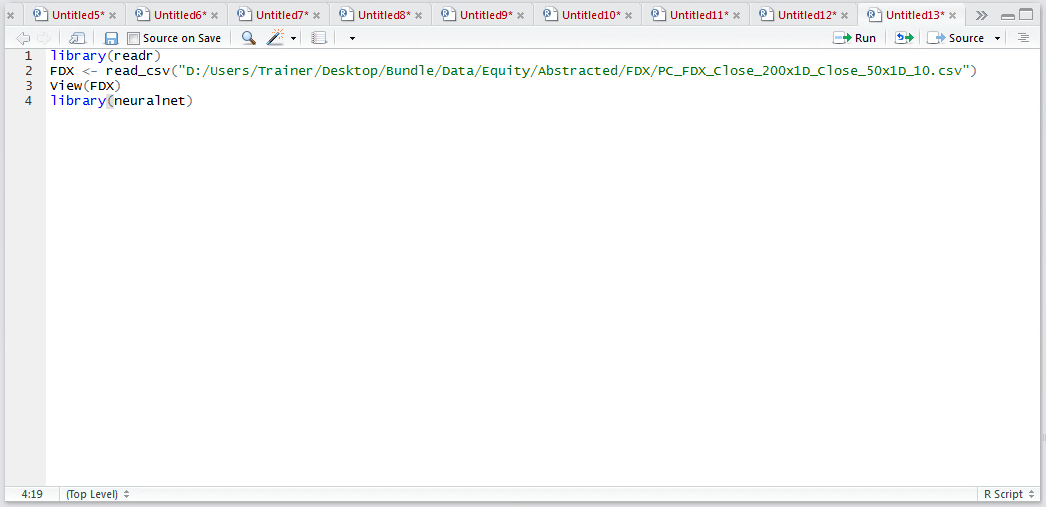 Untitled5* Untitled6* Untitled7* Untitled8* Untitled9* Untitled10* Untitled11* Untitled12* Untitled13*
Source on Save Run Source
1 library(readr)
2 FDX <- read_csv("D:/Users/Trainer/Desktop/Bundle/Data/Equity/Abstracted/FDX/PC_FDX_Close_200x1D_Close_50x1D_10.csv")
3 View(FDX)
4 library(neuralnet)
4:19 (Top Level) R Script